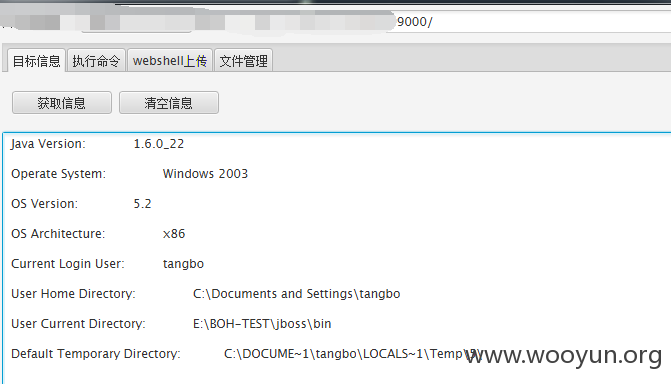 9000/
目标信息 执行命令 webshell上传 文件管理
获取信息 清空信息
Java Version: 1.6.0_22
Operate System: Windows 2003
OS Version: 5.2
OS Architecture: x86
Current Login User: tangbo
User Home Directory: C:\Documents and Settings\tangbo
User Current Directory: E:\BOH-TEST\jboss\bin
Default Temporary Directory: C:\DOCUME~1\tangbo\LOCALS~1\Temp\
www.wooyun.org